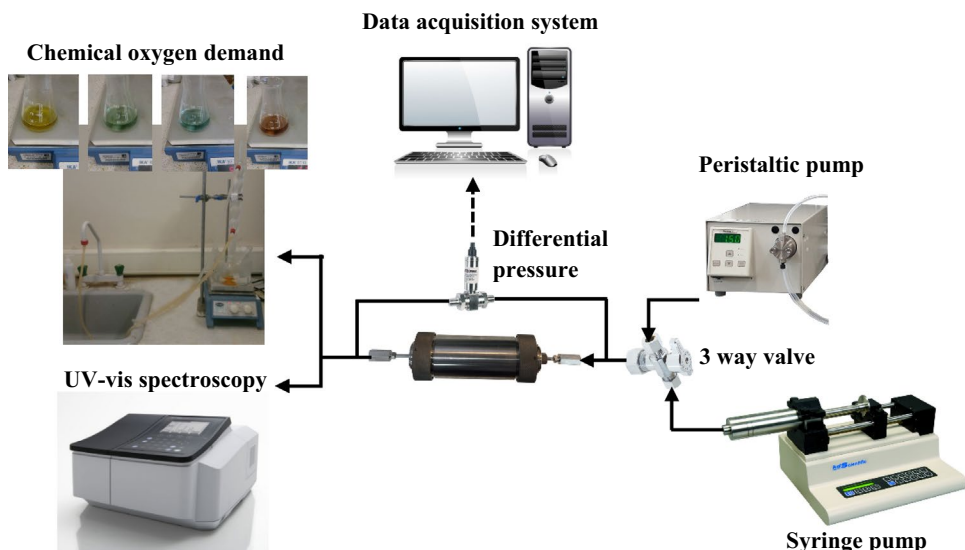 Data acquisition system
Chemical oxygen demand
Peristaltic pump
Differential
pressure
3 way valve
UV-vis spectroscopy
Syringe pump